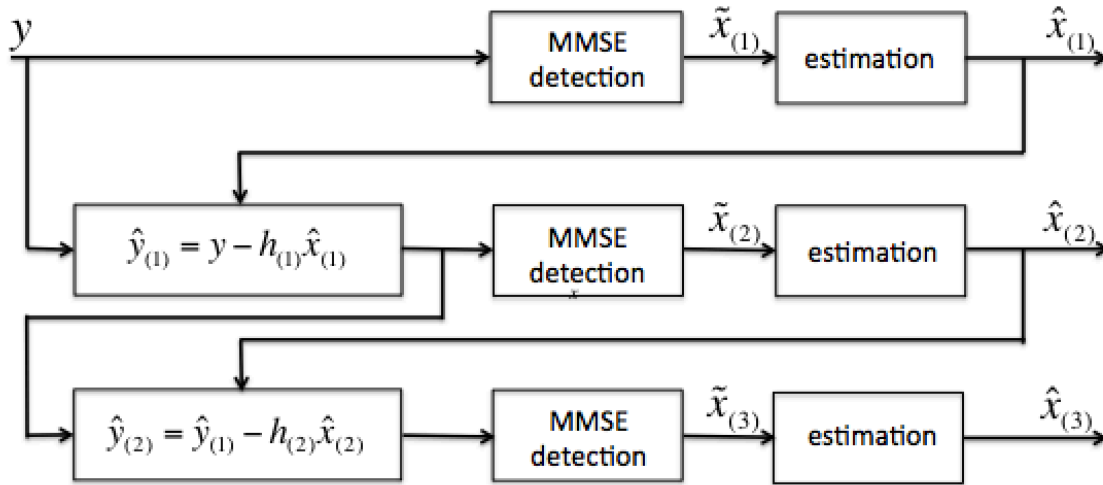 y
MMSE
detection
x̃(1)
estimation
x̂(1)
ŷ(1) = y − h(1)x̂(1)
MMSE
detection
x
x̃(2)
estimation
x̂(2)
ŷ(2) = ŷ(1) − h(2)x̂(2)
MMSE
detection
x̃(3)
estimation
x̂(3)